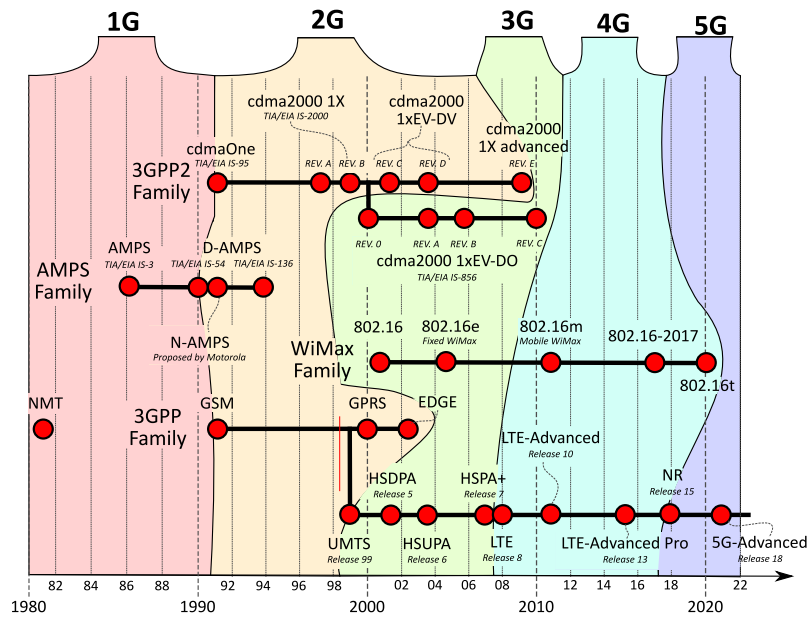 1G 2G 3G 4G 5G
cdma2000 1X
TIA/EIA IS-2000
cdma2000
1xEV-DV
cdma2000
1X advanced
cdmaOne
TIA/EIA IS-95
REV. A REV. B REV. C REV. D REV. E
3GPP2
Family
REV. 0 REV. A REV. B REV. C
cdma2000 1xEV-DO
TIA/EIA IS-856
AMPS
TIA/EIA IS-3
D-AMPS
TIA/EIA IS-54 TIA/EIA IS-136
AMPS
Family
N-AMPS
Proposed by Motorola
802.16
802.16e
Fixed WiMax
802.16m
Mobile WiMax
802.16-2017
WiMax
Family
802.16t
NMT
GSM
GPRS
EDGE
3GPP
Family
LTE-Advanced
Release 10
HSDPA
Release 5
HSPA+
Release 7
NR
Release 15
UMTS
Release 99
HSUPA
Release 6
LTE
Release 8
LTE-Advanced Pro
Release 13
5G-Advanced
Release 18
82 84 86 88 92 94 96 98 02 04 06 08 12 14 16 18 22
1980 1990 2000 2010 2020